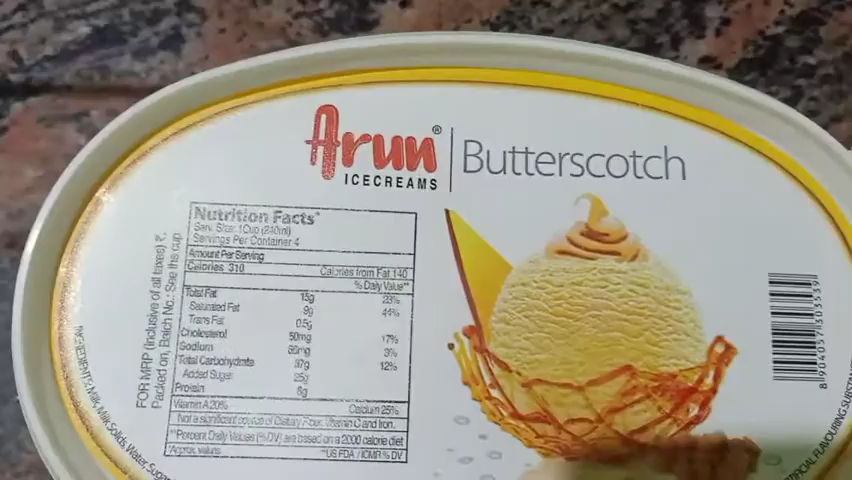 Arun®
ICECREAMS
Butterscotch
Nutrition Facts*
Serv. Size: 1Cup (240ml)
Servings Per Container 4
Amount Per Serving
Calories 310 Calories from Fat 140
% Daily Value**
Total Fat 15g 23%
Saturated Fat 9g 44%
Trans Fat 0.5g
Cholesterol 50mg 17%
Sodium 3%
Total Carbohydrate 37g 12%
Added Sugar 25g
Protein 6g
Vitamin A 20% Calcium 25%
Not a significant source of Dietary Fiber, Vitamin C and Iron.
**Percent Daily Values (%DV) are based on a 2000 calorie diet
*Approx. values **US FDA / ICMR % DV
FOR MRP (Inclusive of all taxes) ₹,
Packed on, Batch No.: See the cup
INGREDIENTS: Milk, Milk Solids, Water, Sugar
8 904057 303539
FLAVOURING